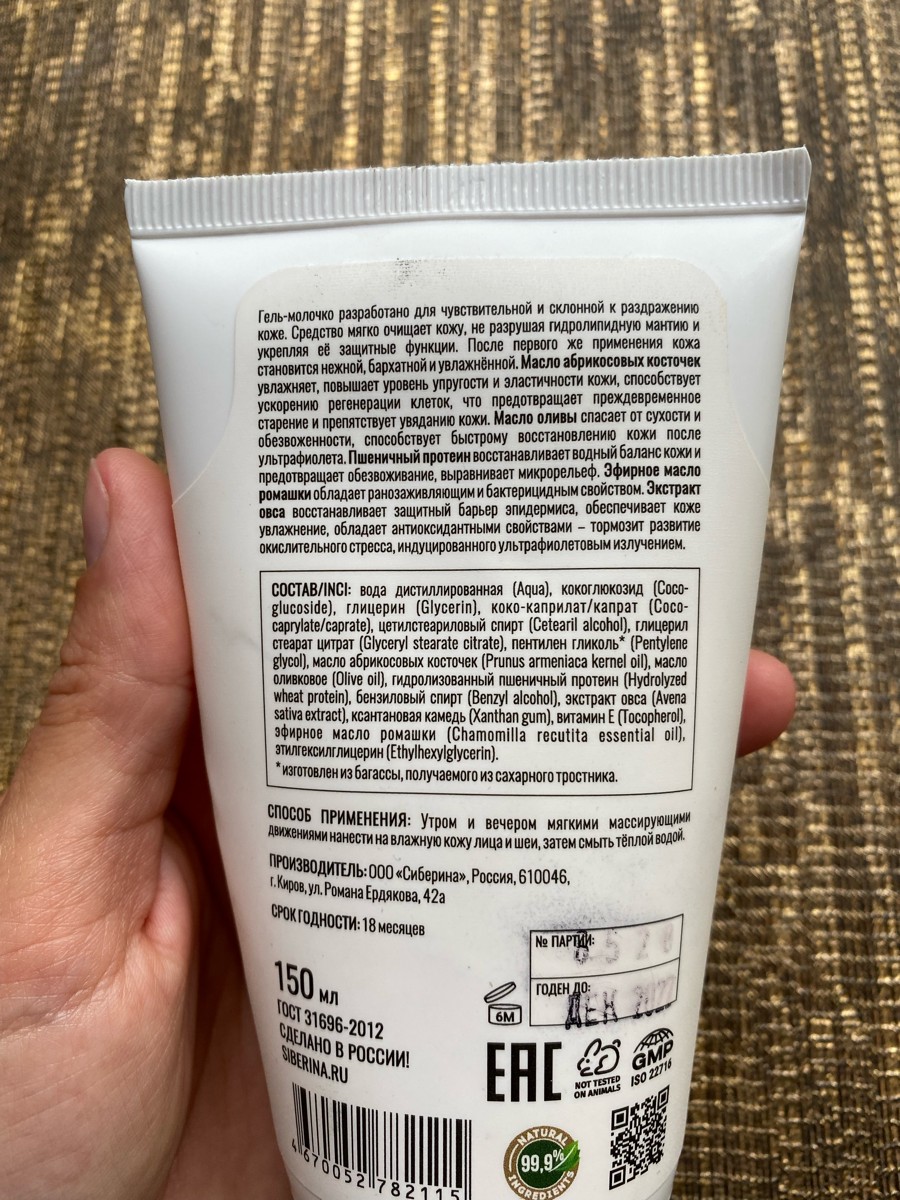 Гель-молочко разработано для чувствительной и склонной к раздражению
коже. Средство мягко очищает кожу, не разрушая гидролипидную мантию и
укрепляя её защитные функции. После первого же применения кожа
становится нежной, бархатной и увлажнённой. Масло абрикосовых косточек
увлажняет, повышает уровень упругости и эластичности кожи, способствует
ускорению регенерации клеток, что предотвращает преждевременное
старение и препятствует увяданию кожи. Масло оливы спасает от сухости и
обезвоженности, способствует быстрому восстановлению кожи после
ультрафиолета. Пшеничный протеин восстанавливает водный баланс кожи и
предотвращает обезвоживание, выравнивает микрорельеф. Эфирное масло
ромашки обладает ранозаживляющим и бактерицидным свойством. Экстракт
овса восстанавливает защитный барьер эпидермиса, обеспечивает коже
увлажнение, обладает антиоксидантными свойствами – тормозит развитие
окислительного стресса, индуцированного ультрафиолетовым излучением.
СОСТАВ/INCI: вода дистиллированная (Aqua), кокоглюкозид (Coco-
glucoside), глицерин (Glycerin), коко-каприлат/капрат (Coco-
caprylate/caprate), цетилстеариловый спирт (Cetearil alcohol), глицерил
стеарат цитрат (Glyceryl stearate citrate), пентилен гликоль* (Pentylene
glycol), масло абрикосовых косточек (Prunus armeniaca kernel oil), масло
оливковое (Olive oil), гидролизованный пшеничный протеин (Hydrolyzed
wheat protein), бензиловый спирт (Benzyl alcohol), экстракт овса (Avena
sativa extract), ксантановая камедь (Xanthan gum), витамин Е (Tocopherol),
эфирное масло ромашки (Chamomilla recutita essential oil),
этилгексилглицерин (Ethylhexylglycerin).
*изготовлен из багассы, получаемого из сахарного тростника.
СПОСОБ ПРИМЕНЕНИЯ: Утром и вечером мягкими массирующими
движениями нанести на влажную кожу лица и шеи, затем смыть тёплой водой.
ПРОИЗВОДИТЕЛЬ: ООО «Сиберина», Россия, 610046,
г. Киров, ул. Романа Ердякова, 42а
СРОК ГОДНОСТИ: 18 месяцев
№ ПАРТИИ:
ГОДЕН ДО:
ДЕК
6М
150 мл
ГОСТ 31696-2012
СДЕЛАНО В РОССИИ!
SIBERINA.RU
EAC
NOT TESTED
ON ANIMALS
GMP
ISO 22716
4 670052 782115
NATURAL
99,9%
INGREDIENTS